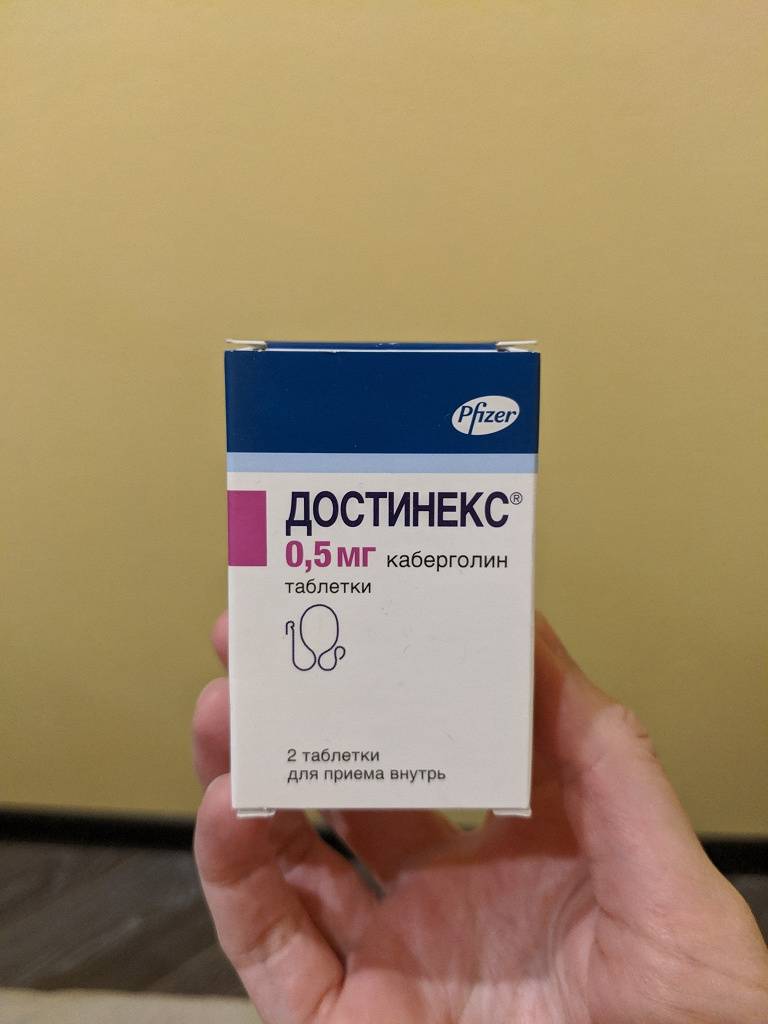 Pfizer
ДОСТИНЕКС®
0,5 мг каберголин
таблетки
2 таблетки
для приема внутрь